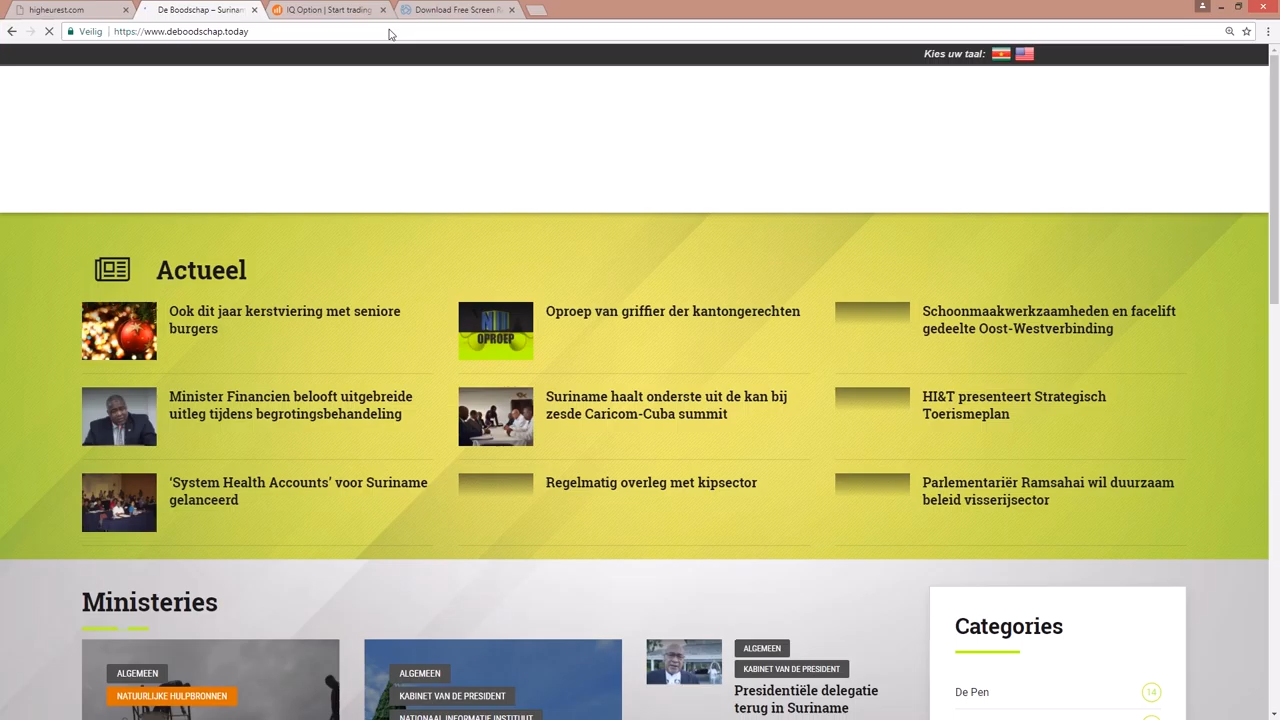 higheurest.com
De Boodschap – Surinam
IQ Option | Start trading
Download Free Screen R
Veilig
https://www.deboodschap.today
Kies uw taal:
Actueel
Ook dit jaar kerstviering met seniore
burgers
Oproep van griffier der kantongerechten
OPROEP
Schoonmaakwerkzaamheden en facelift
gedeelte Oost-Westverbinding
Minister Financien belooft uitgebreide
uitleg tijdens begrotingsbehandeling
Suriname haalt onderste uit de kan bij
zesde Caricom-Cuba summit
HI&T presenteert Strategisch
Toerismeplan
‘System Health Accounts’ voor Suriname
gelanceerd
Regelmatig overleg met kipsector
Parlementariër Ramsahai wil duurzaam
beleid visserijsector
Ministeries
ALGEMEEN
NATUURLIJKE HULPBRONNEN
ALGEMEEN
KABINET VAN DE PRESIDENT
NATIONAAL INFORMATIE INSTITUUT
ALGEMEEN
KABINET VAN DE PRESIDENT
Presidentiële delegatie
terug in Suriname
Categories
De Pen
14